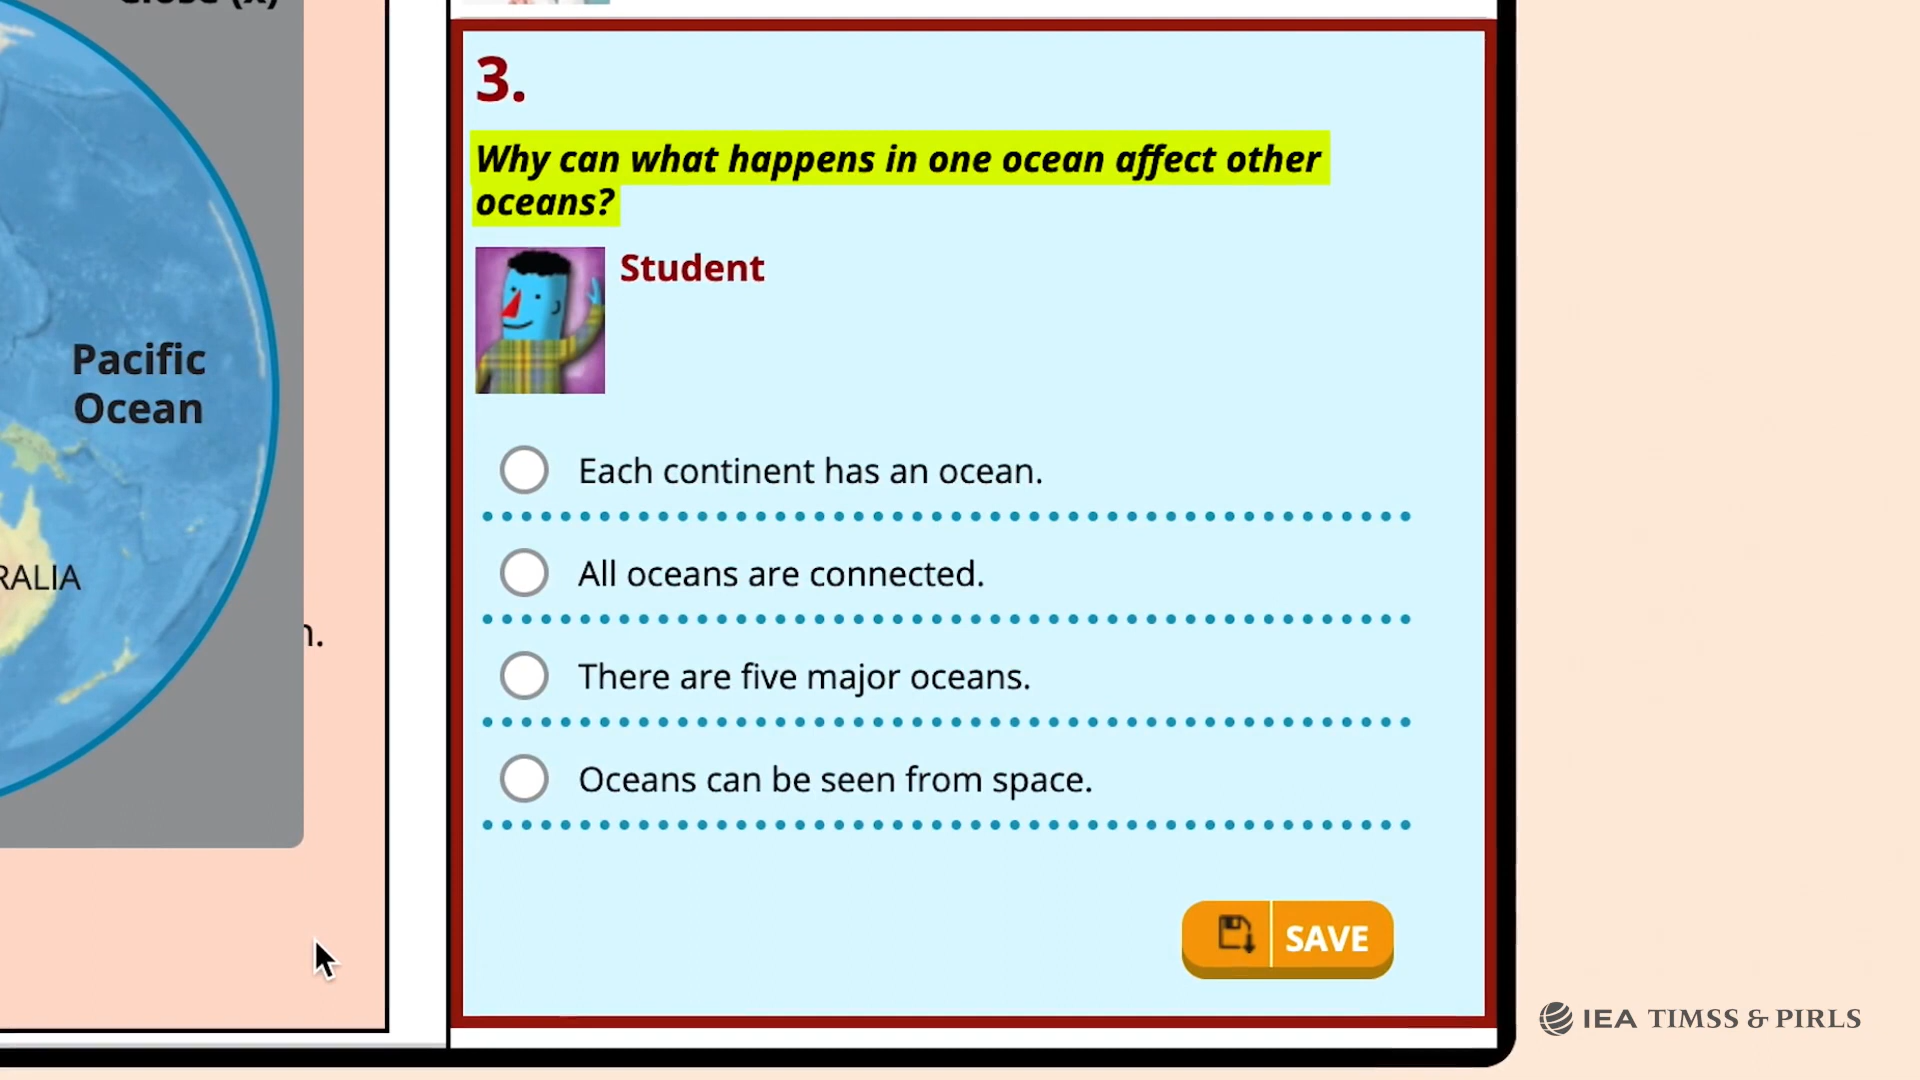 Close (x)
3.
Why can what happens in one ocean affect other
oceans?
Student
Pacific
Ocean
RALIA
n.
Each continent has an ocean.
All oceans are connected.
There are five major oceans.
Oceans can be seen from space.
SAVE
IEA TIMSS & PIRLS